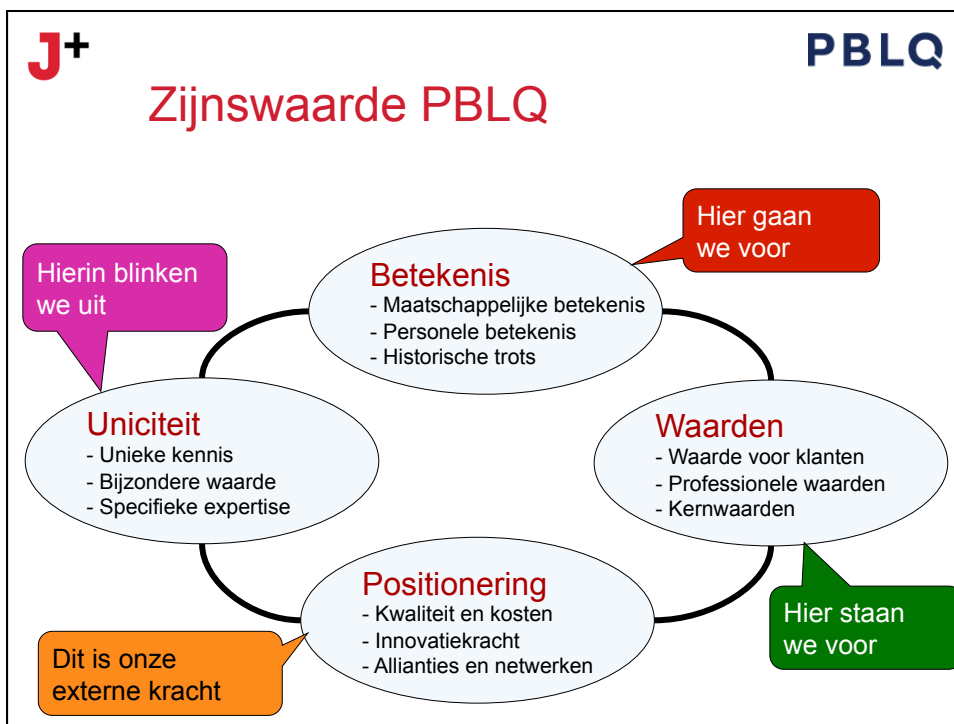 J+
PBLQ
Zijnswaarde PBLQ
Hier gaan
we voor
Hierin blinken
we uit
Betekenis
- Maatschappelijke betekenis
- Personele betekenis
- Historische trots
Uniciteit
- Unieke kennis
- Bijzondere waarde
- Specifieke expertise
Waarden
- Waarde voor klanten
- Professionele waarden
- Kernwaarden
Positionering
- Kwaliteit en kosten
- Innovatiekracht
- Allianties en netwerken
Hier staan
we voor
Dit is onze
externe kracht